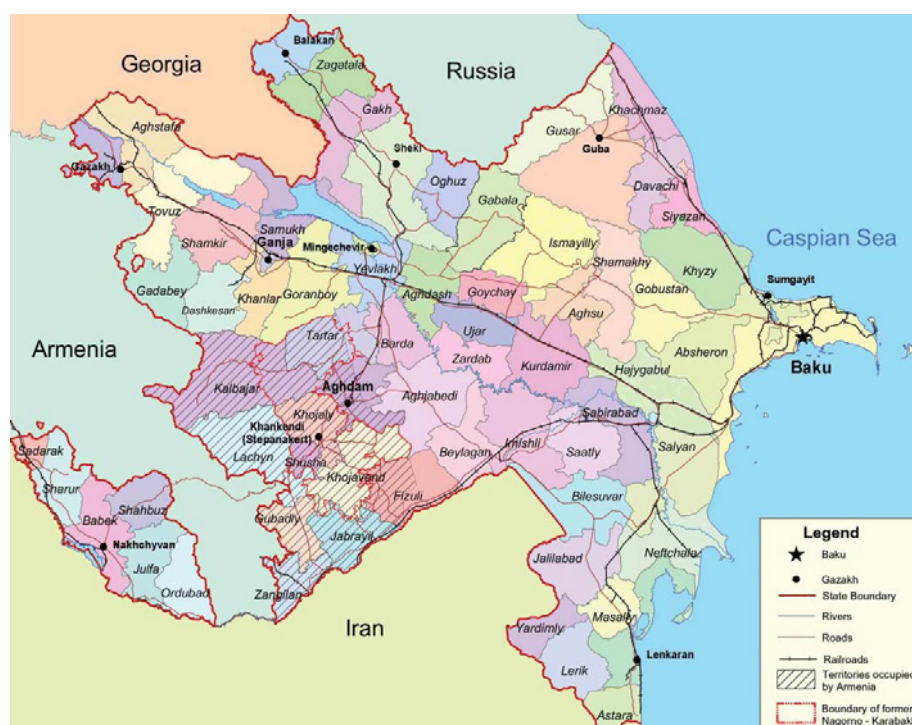 Georgia
Russia
Balakan
Zagatala
Gakh
Khachmaz
Gusar
Guba
Aghstafa
Gazakh
Sheki
Oghuz
Davachi
Siyazan
Tovuz
Gabala
Caspian Sea
Samukh
Ganja
Shamkir
Mingechevir
Ismayilly
Shamakhy
Khyzy
Yevlakh
Gadabey
Khanlar
Goranboy
Aghdash
Goychay
Gobustan
Sumgayit
Dashkesan
Aghsu
Armenia
Tartar
Barda
Ujar
Zardab
Kurdamir
Absheron
Hajygabul
Baku
Kalbajar
Aghdam
Aghjabedi
Khojaly
Sabirabad
Khankendi
(Stepanakert)
Lachyn
Shusha
Beylagan
Imishli
Saatly
Salyan
Sadarak
Sharur
Khojavand
Fizuli
Bilesuvar
Babek
Shahbuz
Gubadly
Jabrayil
Nakhchyvan
Julfa
Ordubad
Zangilan
Jalilabad
Neftchala
Iran
Masally
Yardimly
Lerik
Lenkaran
Astara
Legend
Baku
Gazakh
State Boundary
Rivers
Roads
Railroads
Territories occupied
by Armenia
Boundary of former
Nagorno - Karabak